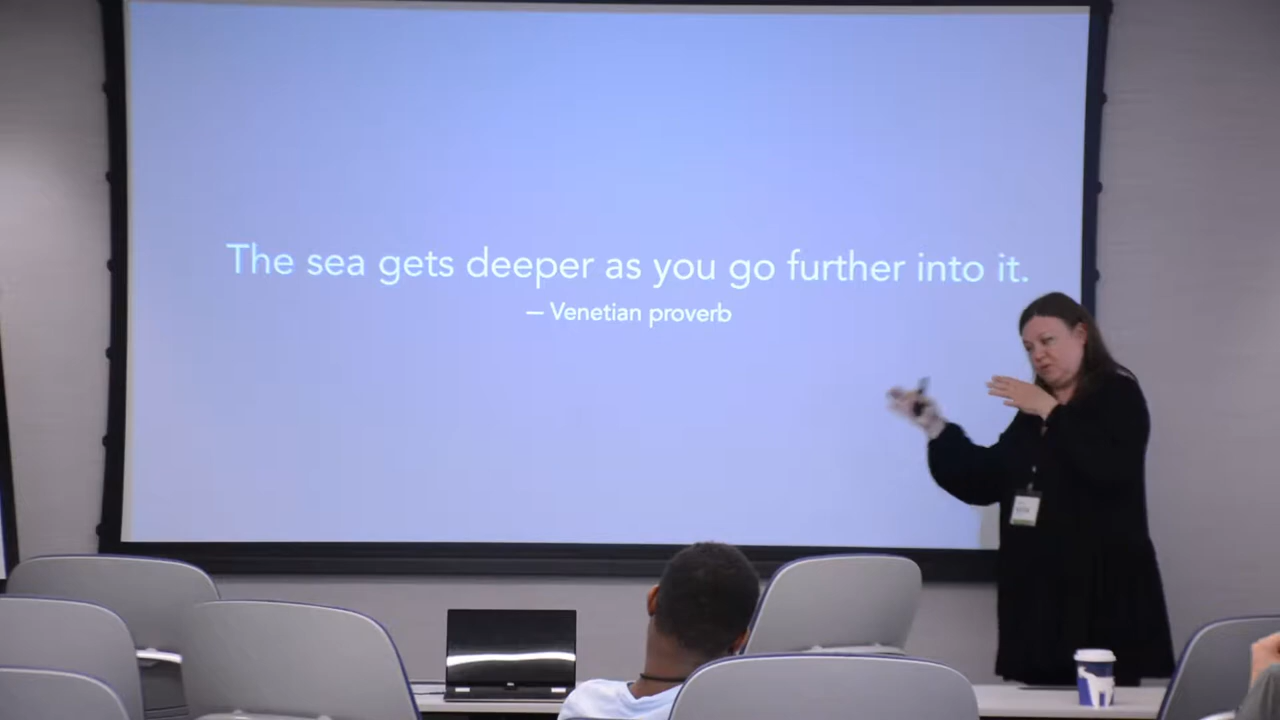 The sea gets deeper as you go further into it.
— Venetian proverb